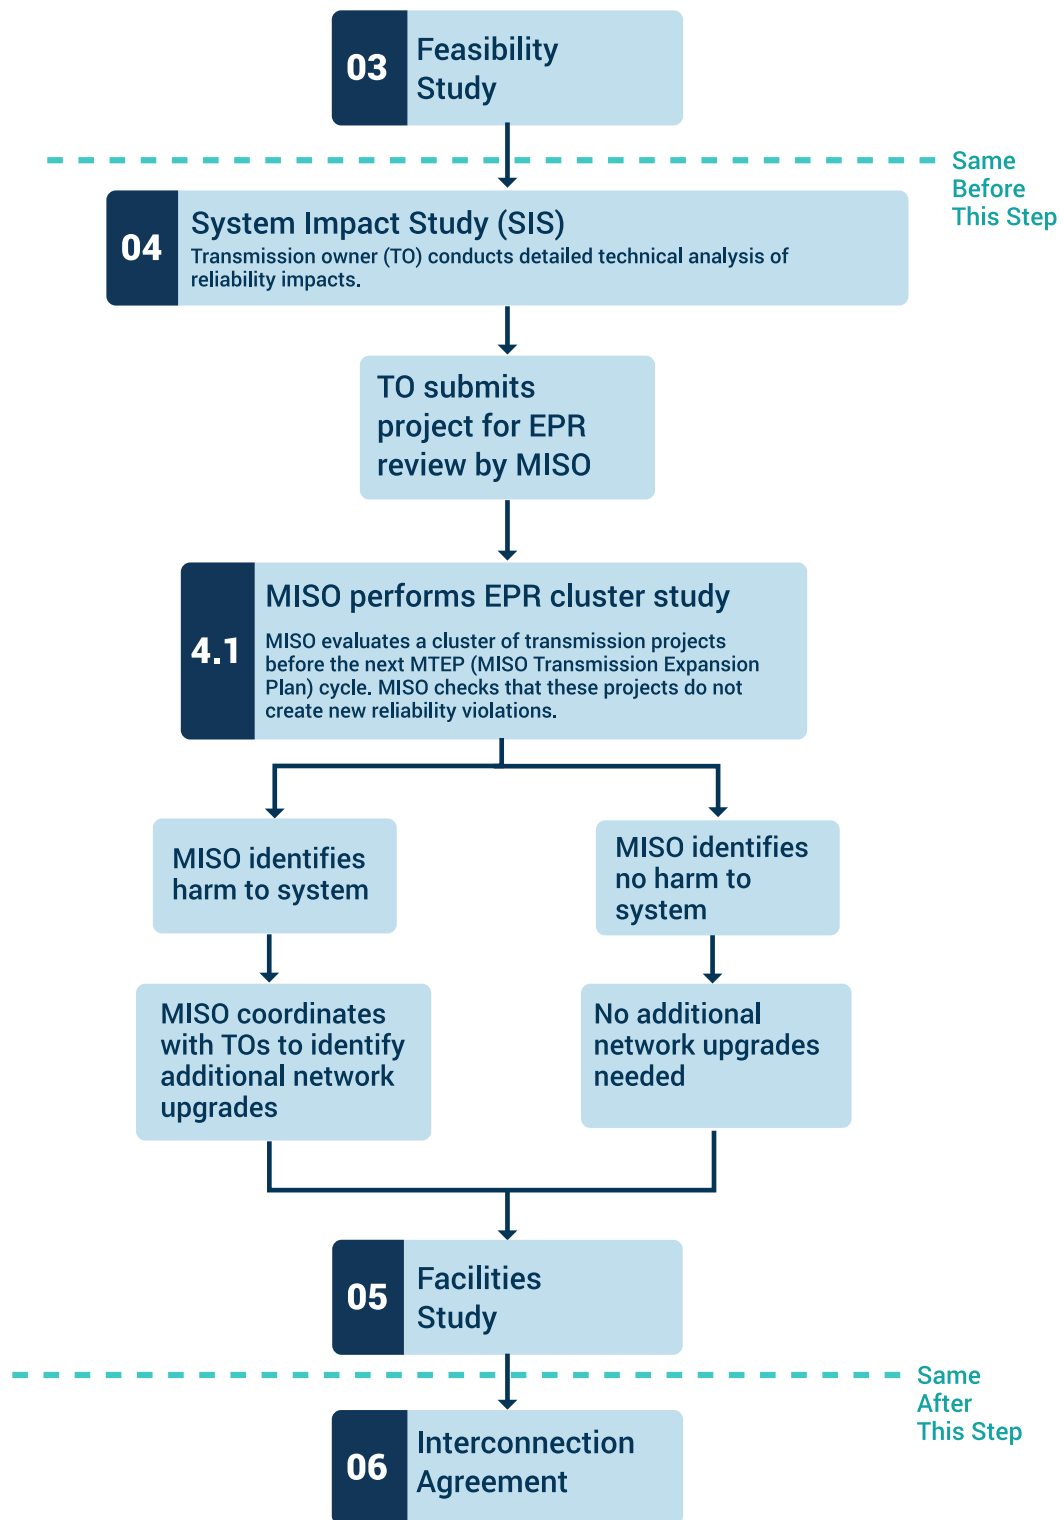 03
Feasibility
Study
Same
Before
This Step
04
System Impact Study (SIS)
Transmission owner (TO) conducts detailed technical analysis of
reliability impacts.
TO submits
project for EPR
review by MISO
4.1
MISO performs EPR cluster study
MISO evaluates a cluster of transmission projects
before the next MTEP (MISO Transmission Expansion
Plan) cycle. MISO checks that these projects do not
create new reliability violations.
MISO identifies
harm to system
MISO identifies
no harm to
system
MISO coordinates
with TOs to identify
additional network
upgrades
No additional
network upgrades
needed
05
Facilities
Study
Same
After
This Step
06
Interconnection
Agreement